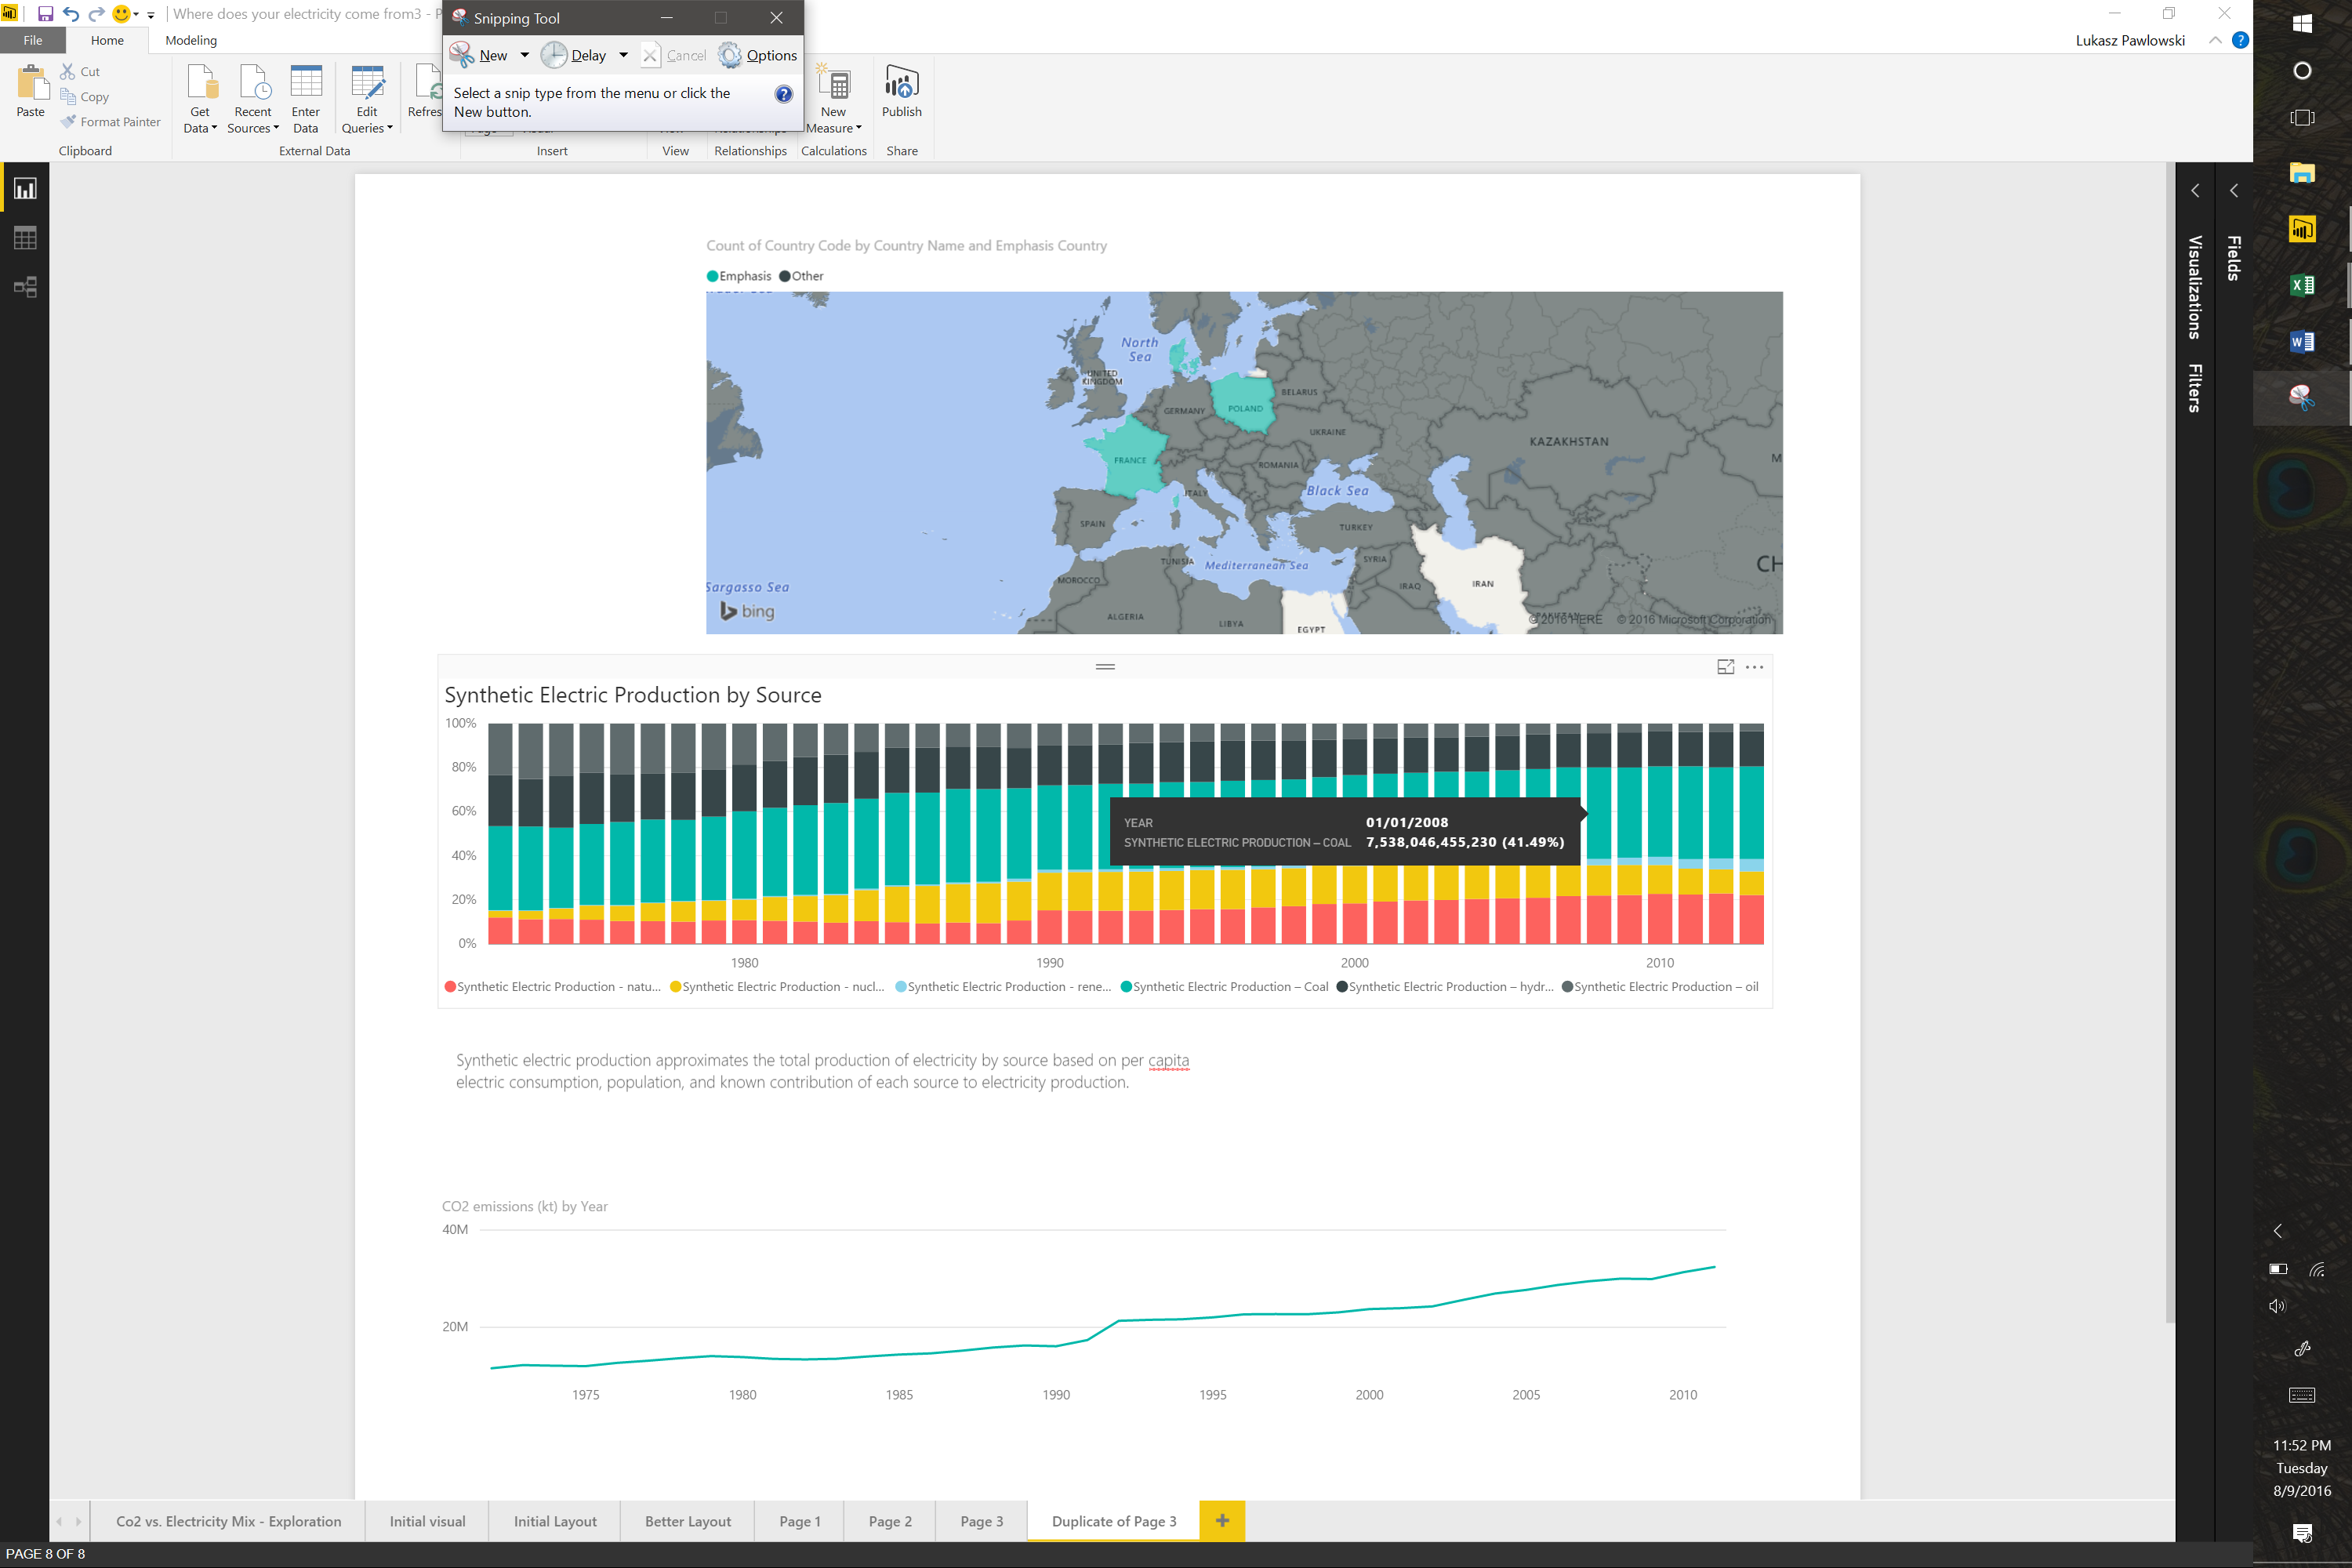 Where does your electricity come from3 - P
Snipping Tool
File
Home
Modeling
Lukasz Pawlowski
New
Delay
Cancel
Options
Select a snip type from the menu or click the
New button.
Paste
Cut
Copy
Format Painter
Get
Data
Recent
Sources
Enter
Data
Edit
Queries
Refres
New
Measure
Publish
Clipboard
External Data
Insert
View
Relationships
Calculations
Share
Visualizations
Filters
Fields
Count of Country Code by Country Name and Emphasis Country
Emphasis
Other
North
Sea
UNITED
KINGDOM
BELARUS
GERMANY
POLAND
UKRAINE
KAZAKHSTAN
FRANCE
ROMANIA
M
ITALY
Black Sea
SPAIN
TURKEY
TUNISIA
Mediterranean Sea
SYRIA
CH
MOROCCO
IRAQ
IRAN
Sargasso Sea
bing
ALGERIA
LIBYA
EGYPT
PAKISTAN
© 2016 HERE © 2016 Microsoft Corporation
Synthetic Electric Production by Source
100%
80%
60%
40%
20%
0%
YEAR 01/01/2008
SYNTHETIC ELECTRIC PRODUCTION – COAL 7,538,046,455,230 (41.49%)
1980 1990 2000 2010
Synthetic Electric Production - natu... Synthetic Electric Production - nucl... Synthetic Electric Production - rene... Synthetic Electric Production – Coal Synthetic Electric Production – hydr... Synthetic Electric Production – oil
Synthetic electric production approximates the total production of electricity by source based on per capita
electric consumption, population, and known contribution of each source to electricity production.
CO2 emissions (kt) by Year
40M
20M
1975 1980 1985 1990 1995 2000 2005 2010
11:52 PM
Tuesday
8/9/2016
Co2 vs. Electricity Mix - Exploration
Initial visual
Initial Layout
Better Layout
Page 1
Page 2
Page 3
Duplicate of Page 3
PAGE 8 OF 8